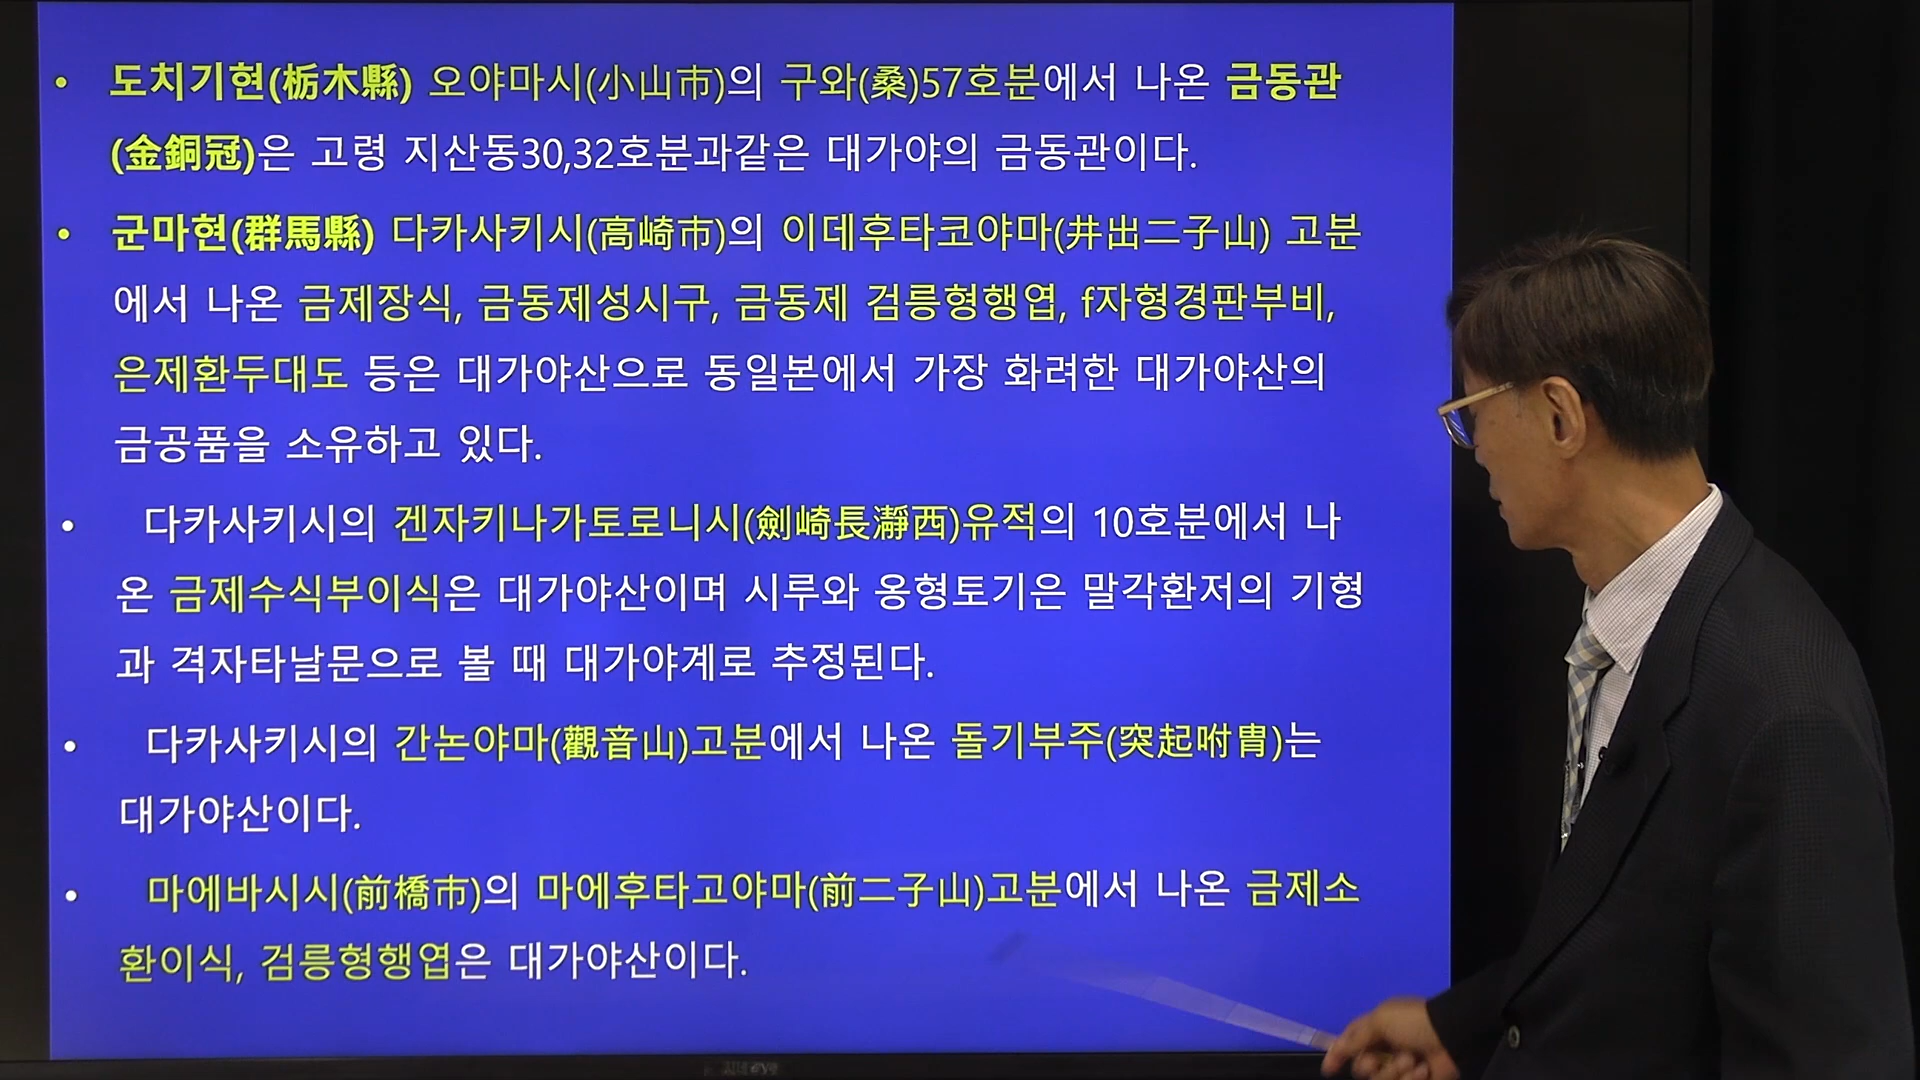 • 도치기현(栃木縣) 오야마시(小山市)의 구와(桑)57호분에서 나온 금동관
(金銅冠)은 고령 지산동30,32호분과같은 대가야의 금동관이다.
• 군마현(群馬縣) 다카사키시(高崎市)의 이데후타코야마(井出二子山) 고분
에서 나온 금제장식, 금동제성시구, 금동제 검릉형행엽, f자형경판부비,
은제환두대도 등은 대가야산으로 동일본에서 가장 화려한 대가야산의
금공품을 소유하고 있다.
• 다카사키시의 겐자키나가토로니시(劍崎長瀞西)유적의 10호분에서 나
온 금제수식부이식은 대가야산이며 시루와 옹형토기은 말각환저의 기형
과 격자타날문으로 볼 때 대가야계로 추정된다.
• 다카사키시의 간논야마(觀音山)고분에서 나온 돌기부주(突起咐冑)는
대가야산이다.
• 마에바시시(前橋市)의 마에후타고야마(前二子山)고분에서 나온 금제소
환이식, 검릉형행엽은 대가야산이다.